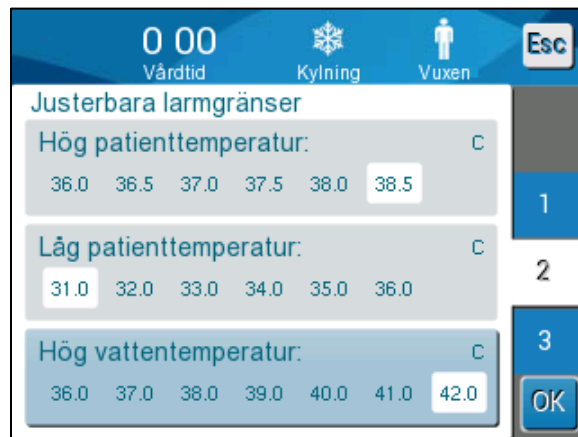 0 00
Vårdtid
Kylning
Vuxen
Esc
Justerbara larmgränser
Hög patienttemperatur: C
36.0 36.5 37.0 37.5 38.0 38.5
1
Låg patienttemperatur: C
31.0 32.0 33.0 34.0 35.0 36.0
2
Hög vattentemperatur: C
3
36.0 37.0 38.0 39.0 40.0 41.0 42.0
OK